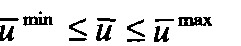 u̅ ᵐⁱⁿ ≤ u̅ ≤ u̅ ᵐᵃˣ